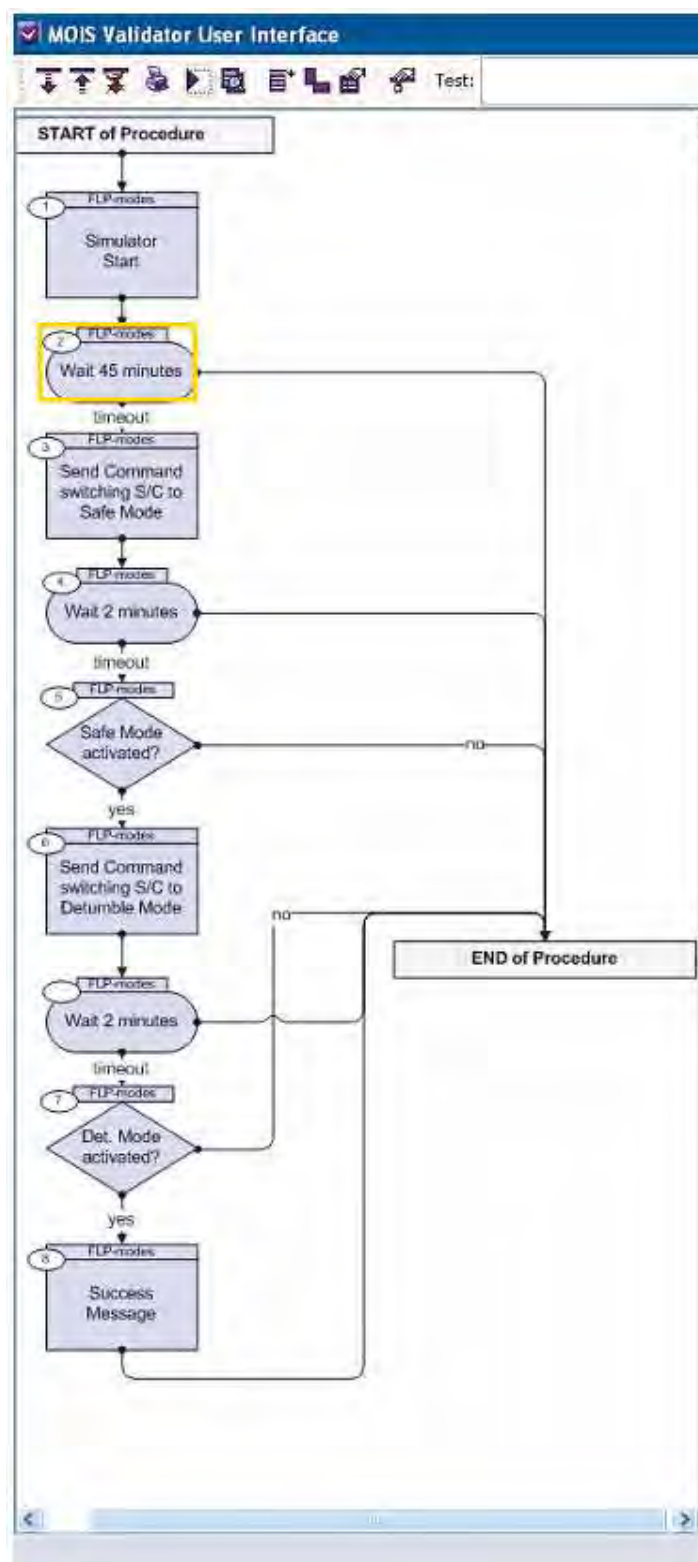 MOIS Validator User Interface
Test:
START of Procedure
FLP-modes
1
Simulator
Start
FLP-modes
2
Wait 45 minutes
timeout
FLP-modes
3
Send Command
switching S/C to
Safe Mode
FLP-modes
4
Wait 2 minutes
timeout
FLP-modes
5
Safe Mode
activated?
no
yes
FLP-modes
6
Send Command
switching S/C to
Detumble Mode
no
END of Procedure
FLP-modes
Wait 2 minutes
timeout
FLP-modes
7
Det. Mode
activated?
yes
FLP-modes
8
Success
Message